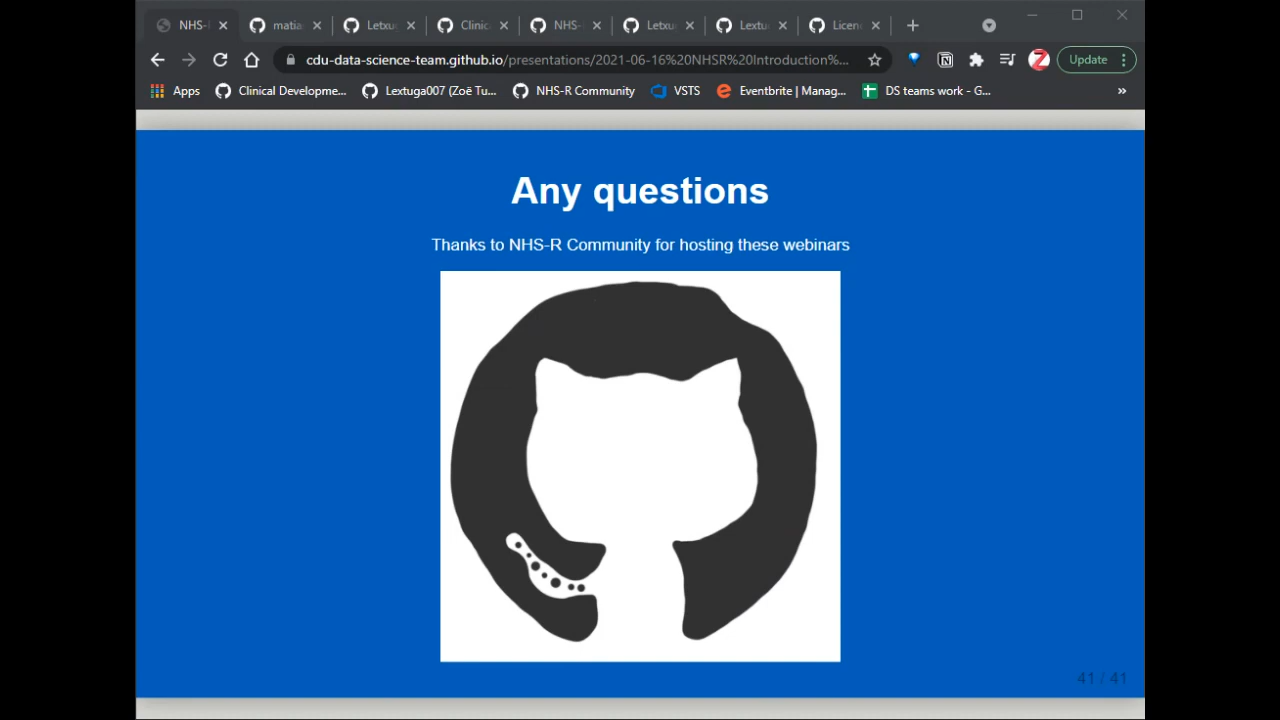 NHS-
matia
Letxu
Clinic
NHS-
Letxu
Lextu
Licen
cdu-data-science-team.github.io/presentations/2021-06-16%20NHSR%20Introduction%...
Update
Apps
Clinical Developme...
Lextuga007 (Zoë Tu...
NHS-R Community
VSTS
Eventbrite | Manag...
DS teams work - G...
»
Any questions
Thanks to NHS-R Community for hosting these webinars
41 / 41